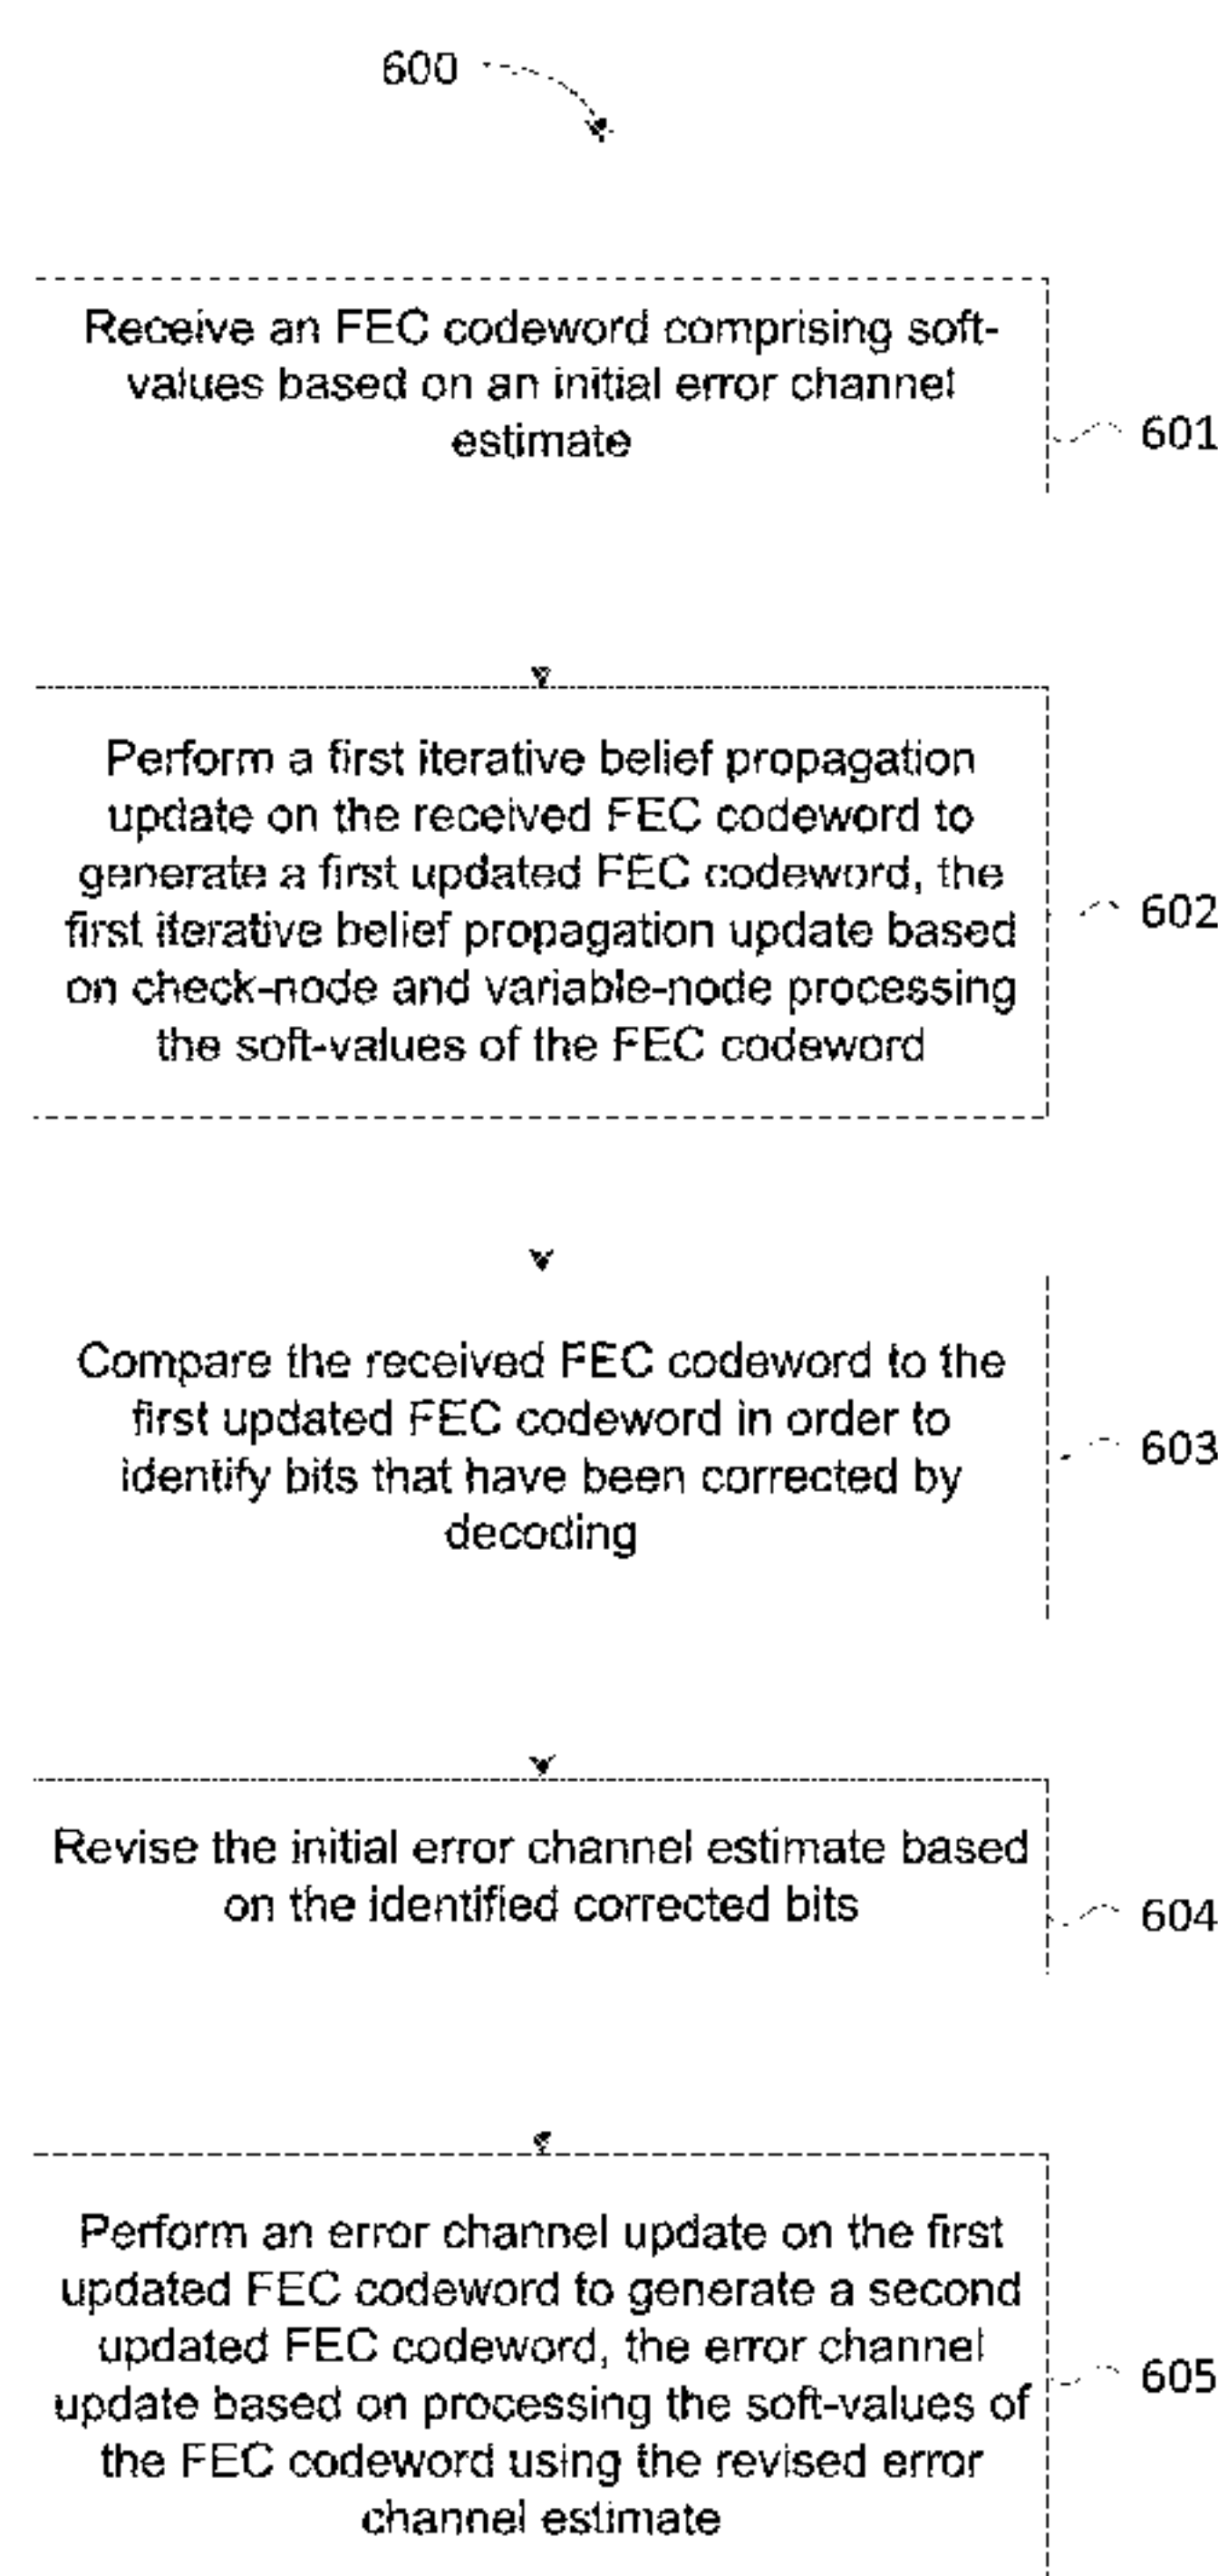 600
Receive an FEC codeword comprising soft-
values based on an initial error channel
estimate
601
Perform a first iterative belief propagation
update on the received FEC codeword to
generate a first updated FEC codeword, the
first iterative belief propagation update based
on check-node and variable-node processing
the soft-values of the FEC codeword
602
Compare the received FEC codeword to the
first updated FEC codeword in order to
identify bits that have been corrected by
decoding
603
Revise the initial error channel estimate based
on the identified corrected bits
604
Perform an error channel update on the first
updated FEC codeword to generate a second
updated FEC codeword, the error channel
update based on processing the soft-values of
the FEC codeword using the revised error
channel estimate
605